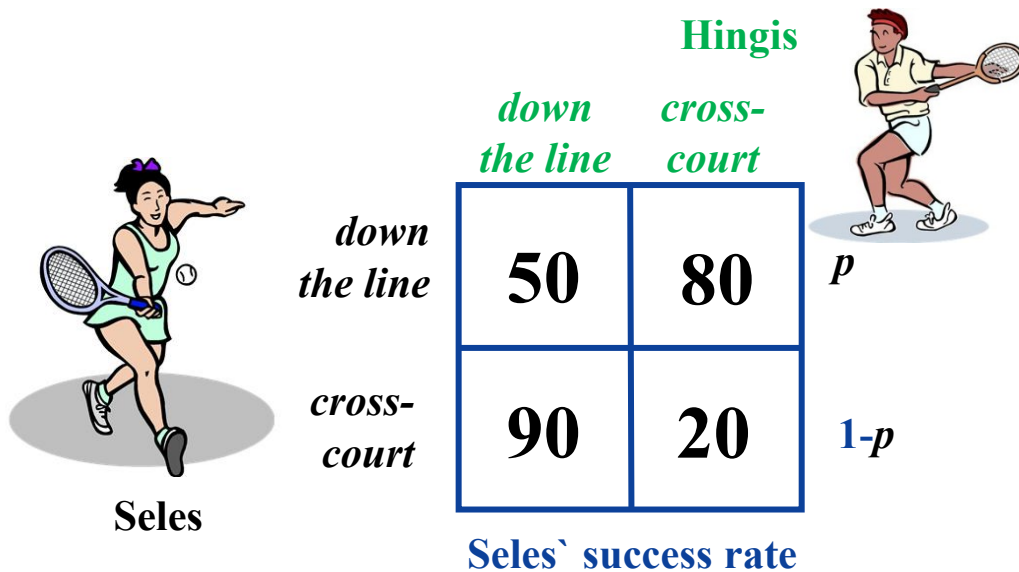 Hingis
down cross-
the line court
down
the line
50 80
p
cross-
court
90 20
1-p
Seles
Seles` success rate